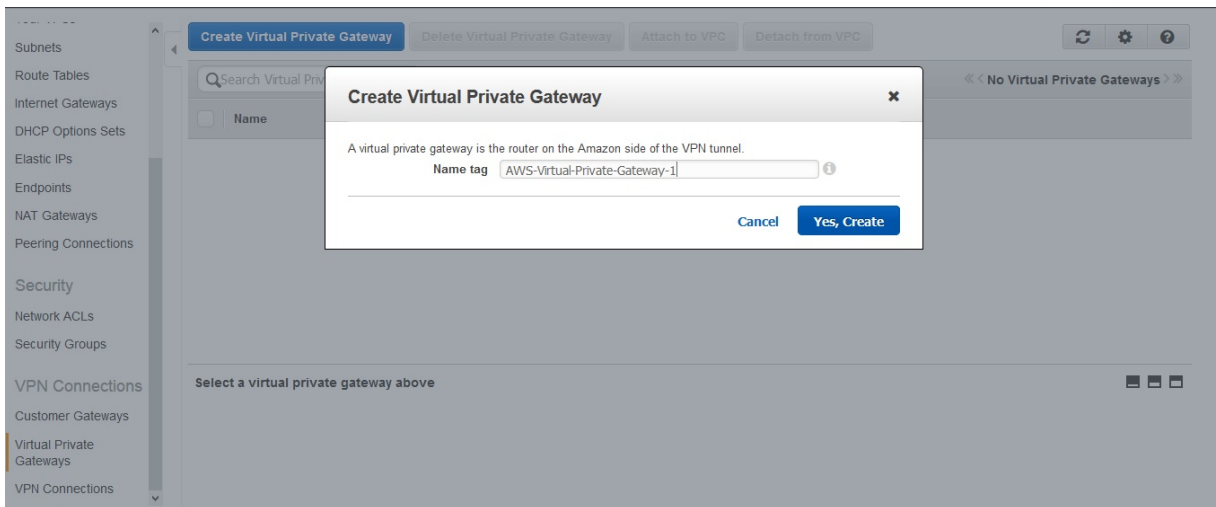 Subnets
Route Tables
Internet Gateways
DHCP Options Sets
Elastic IPs
Endpoints
NAT Gateways
Peering Connections
Security
Network ACLs
Security Groups
VPN Connections
Customer Gateways
Virtual Private
Gateways
VPN Connections
Create Virtual Private Gateway Delete Virtual Private Gateway Attach to VPC Detach from VPC
Search Virtual Priv
No Virtual Private Gateways
Name
Create Virtual Private Gateway
A virtual private gateway is the router on the Amazon side of the VPN tunnel.
Name tag AWS-Virtual-Private-Gateway-1
Cancel Yes, Create
Select a virtual private gateway above